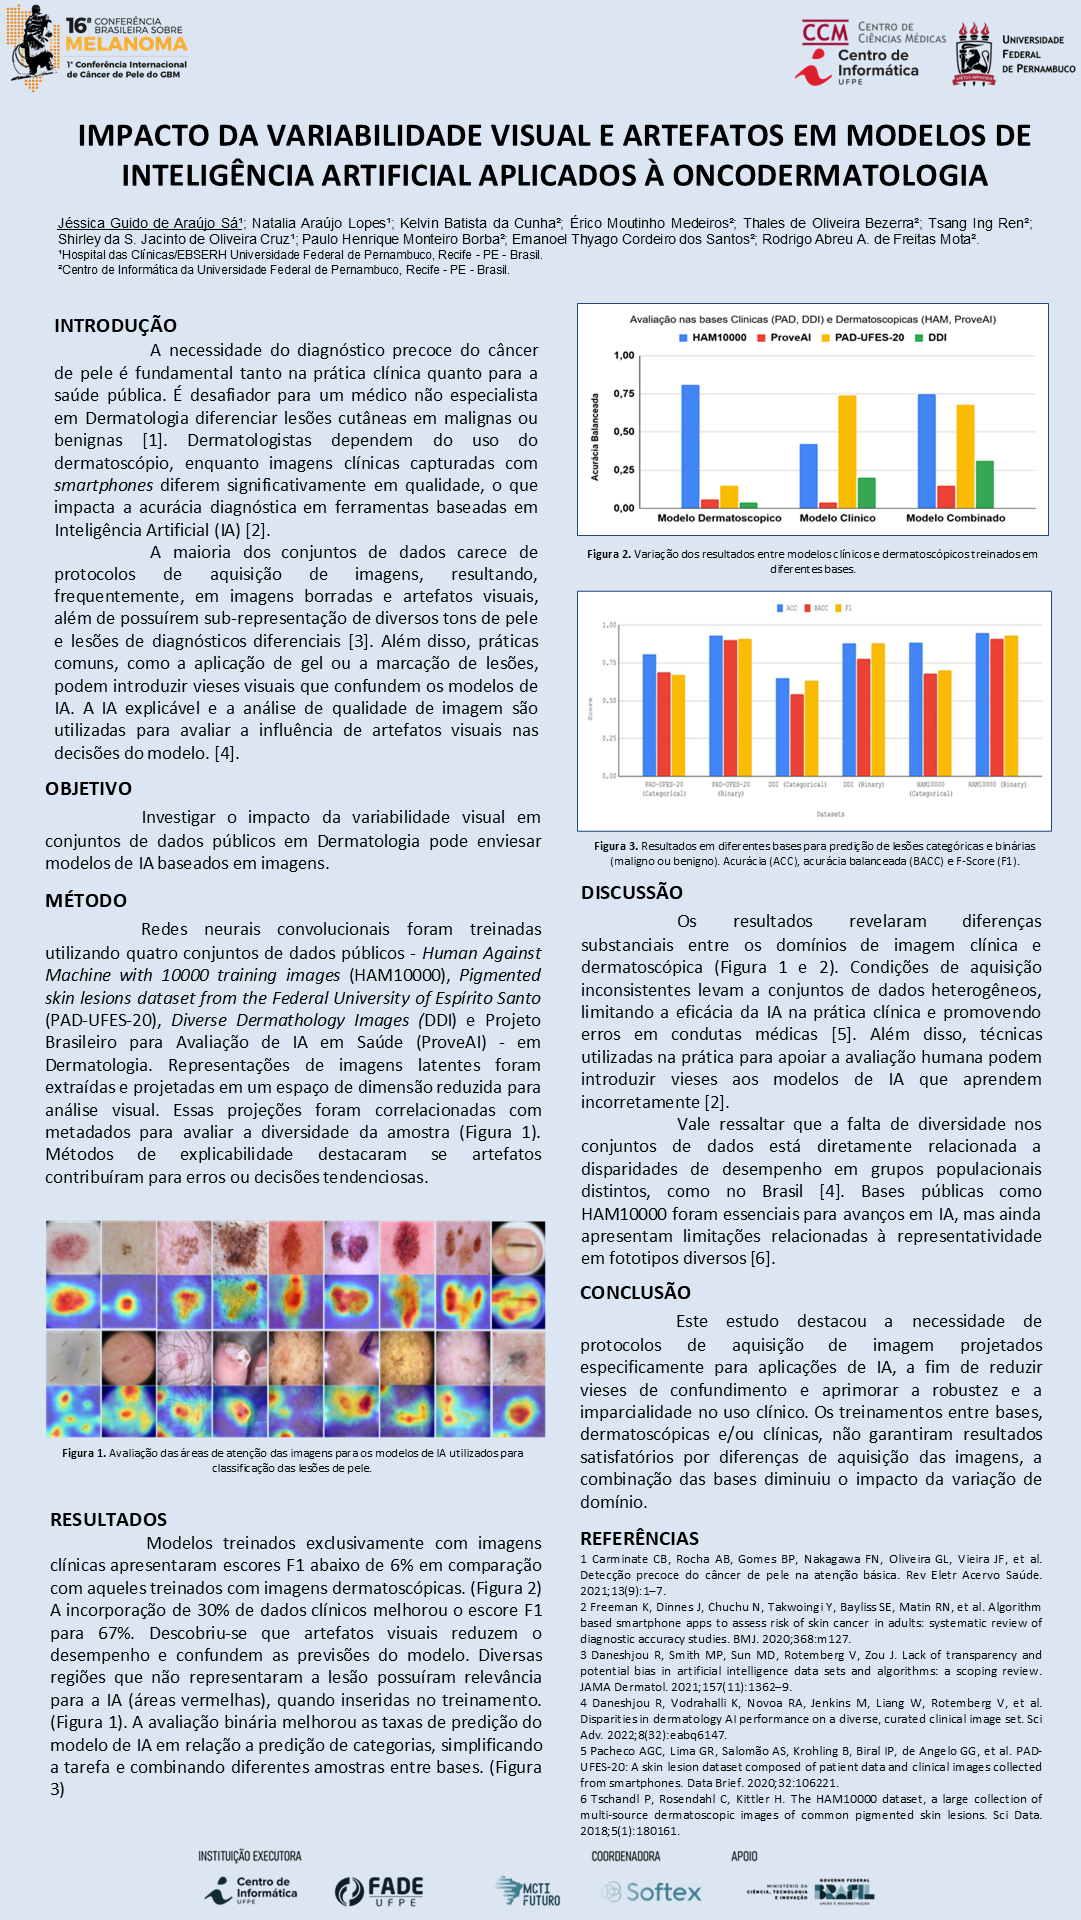 16ª CONFERÊNCIA
BRASILEIRA SOBRE
MELANOMA
1ª Conferência Internacional
de Câncer de Pele do GBM
CCM CENTRO DE
CIÊNCIAS MÉDICAS
Centro de
Informática
UFPE
UNIVERSIDADE
FEDERAL
DE PERNAMBUCO
IMPACTO DA VARIABILIDADE VISUAL E ARTEFATOS EM MODELOS DE
INTELIGÊNCIA ARTIFICIAL APLICADOS À ONCODERMATOLOGIA
Jéssica Guido de Araújo Sá¹; Natalia Araújo Lopes¹; Kelvin Batista da Cunha²; Érico Moutinho Medeiros²; Thales de Oliveira Bezerra²; Tsang Ing Ren²;
Shirley da S. Jacinto de Oliveira Cruz¹; Paulo Henrique Monteiro Borba²; Emanoel Thyago Cordeiro dos Santos²; Rodrigo Abreu A. de Freitas Mota².
¹Hospital das Clínicas/EBSERH Universidade Federal de Pernambuco, Recife - PE - Brasil.
²Centro de Informática da Universidade Federal de Pernambuco, Recife - PE - Brasil.
INTRODUÇÃO
A necessidade do diagnóstico precoce do câncer
de pele é fundamental tanto na prática clínica quanto para a
saúde pública. É desafiador para um médico não especialista
em Dermatologia diferenciar lesões cutâneas em malignas ou
benignas [1]. Dermatologistas dependem do uso do
dermatoscópio, enquanto imagens clínicas capturadas com
smartphones diferem significativamente em qualidade, o que
impacta a acurácia diagnóstica em ferramentas baseadas em
Inteligência Artificial (IA) [2].
A maioria dos conjuntos de dados carece de
protocolos de aquisição de imagens, resultando,
frequentemente, em imagens borradas e artefatos visuais,
além de possuírem sub-representação de diversos tons de pele
e lesões de diagnósticos diferenciais [3]. Além disso, práticas
comuns, como a aplicação de gel ou a marcação de lesões,
podem introduzir vieses visuais que confundem os modelos de
IA. A IA explicável e a análise de qualidade de imagem são
utilizadas para avaliar a influência de artefatos visuais nas
decisões do modelo. [4].
OBJETIVO
Investigar o impacto da variabilidade visual em
conjuntos de dados públicos em Dermatologia pode enviesar
modelos de IA baseados em imagens.
MÉTODO
Redes neurais convolucionais foram treinadas
utilizando quatro conjuntos de dados públicos - Human Against
Machine with 10000 training images (HAM10000), Pigmented
skin lesions dataset from the Federal University of Espírito Santo
(PAD-UFES-20), Diverse Dermathology Images (DDI) e Projeto
Brasileiro para Avaliação de IA em Saúde (ProveAI) - em
Dermatologia. Representações de imagens latentes foram
extraídas e projetadas em um espaço de dimensão reduzida para
análise visual. Essas projeções foram correlacionadas com
metadados para avaliar a diversidade da amostra (Figura 1).
Métodos de explicabilidade destacaram se artefatos
contribuíram para erros ou decisões tendenciosas.
Figura 1. Avaliação das áreas de atenção das imagens para os modelos de IA utilizados para
classificação das lesões de pele.
RESULTADOS
Modelos treinados exclusivamente com imagens
clínicas apresentaram escores F1 abaixo de 6% em comparação
com aqueles treinados com imagens dermatoscópicas. (Figura 2)
A incorporação de 30% de dados clínicos melhorou o escore F1
para 67%. Descobriu-se que artefatos visuais reduzem o
desempenho e confundem as previsões do modelo. Diversas
regiões que não representaram a lesão possuíram relevância
para a IA (áreas vermelhas), quando inseridas no treinamento.
(Figura 1). A avaliação binária melhorou as taxas de predição do
modelo de IA em relação a predição de categorias, simplificando
a tarefa e combinando diferentes amostras entre bases. (Figura
3)
Avaliação nas bases Clinicas (PAD, DDI) e Dermatoscopicas (HAM, ProveAI)
HAM10000 ProveAI PAD-UFES-20 DDI
Acurácia Balanceada
1,00
0,75
0,50
0,25
0,00
Modelo Dermatoscopico Modelo Clinico Modelo Combinado
Figura 2. Variação dos resultados entre modelos clínicos e dermatoscópicos treinados em
diferentes bases.
ACC BACC F1
Score
1.00
0.75
0.50
0.25
0.00
PAD-UFES-20 (Categorical) PAD-UFES-20 (Binary) DDI (Categorical) DDI (Binary) HAM10000 (Categorical) HAM10000 (Binary)
Datasets
Figura 3. Resultados em diferentes bases para predição de lesões categóricas e binárias
(maligno ou benigno). Acurácia (ACC), acurácia balanceada (BACC) e F-Score (F1).
DISCUSSÃO
Os resultados revelaram diferenças
substanciais entre os domínios de imagem clínica e
dermatoscópica (Figura 1 e 2). Condições de aquisição
inconsistentes levam a conjuntos de dados heterogêneos,
limitando a eficácia da IA na prática clínica e promovendo
erros em condutas médicas [5]. Além disso, técnicas
utilizadas na prática para apoiar a avaliação humana podem
introduzir vieses aos modelos de IA que aprendem
incorretamente [2].
Vale ressaltar que a falta de diversidade nos
conjuntos de dados está diretamente relacionada a
disparidades de desempenho em grupos populacionais
distintos, como no Brasil [4]. Bases públicas como
HAM10000 foram essenciais para avanços em IA, mas ainda
apresentam limitações relacionadas à representatividade
em fototipos diversos [6].
CONCLUSÃO
Este estudo destacou a necessidade de
protocolos de aquisição de imagem projetados
especificamente para aplicações de IA, a fim de reduzir
vieses de confundimento e aprimorar a robustez e a
imparcialidade no uso clínico. Os treinamentos entre bases,
dermatoscópicas e/ou clínicas, não garantiram resultados
satisfatórios por diferenças de aquisição das imagens, a
combinação das bases diminuiu o impacto da variação de
domínio.
REFERÊNCIAS
1 Carminate CB, Rocha AB, Gomes BP, Nakagawa FN, Oliveira GL, Vieira JF, et al.
Detecção precoce do câncer de pele na atenção básica. Rev Eletr Acervo Saúde.
2021;13(9):1–7.
2 Freeman K, Dinnes J, Chuchu N, Takwoingi Y, Bayliss SE, Matin RN, et al. Algorithm
based smartphone apps to assess risk of skin cancer in adults: systematic review of
diagnostic accuracy studies. BMJ. 2020;368:m127.
3 Daneshjou R, Smith MP, Sun MD, Rotemberg V, Zou J. Lack of transparency and
potential bias in artificial intelligence data sets and algorithms: a scoping review.
JAMA Dermatol. 2021;157(11):1362–9.
4 Daneshjou R, Vodrahalli K, Novoa RA, Jenkins M, Liang W, Rotemberg V, et al.
Disparities in dermatology AI performance on a diverse, curated clinical image set. Sci
Adv. 2022;8(32):eabq6147.
5 Pacheco AGC, Lima GR, Salomão AS, Krohling B, Biral IP, de Angelo GG, et al. PAD-
UFES-20: A skin lesion dataset composed of patient data and clinical images collected
from smartphones. Data Brief. 2020;32:106221.
6 Tschandl P, Rosendahl C, Kittler H. The HAM10000 dataset, a large collection of
multi-source dermatoscopic images of common pigmented skin lesions. Sci Data.
2018;5(1):180161.
INSTITUIÇÃO EXECUTORA
COORDENADORA
APOIO
Centro de
Informática
UFPE
FADE
UFPE
MCTI
FUTURO
Softex
MINISTÉRIO DA
CIÊNCIA, TECNOLOGIA
E INOVAÇÃO
GOVERNO FEDERAL
BRASIL
UNIÃO E RECONSTRUÇÃO